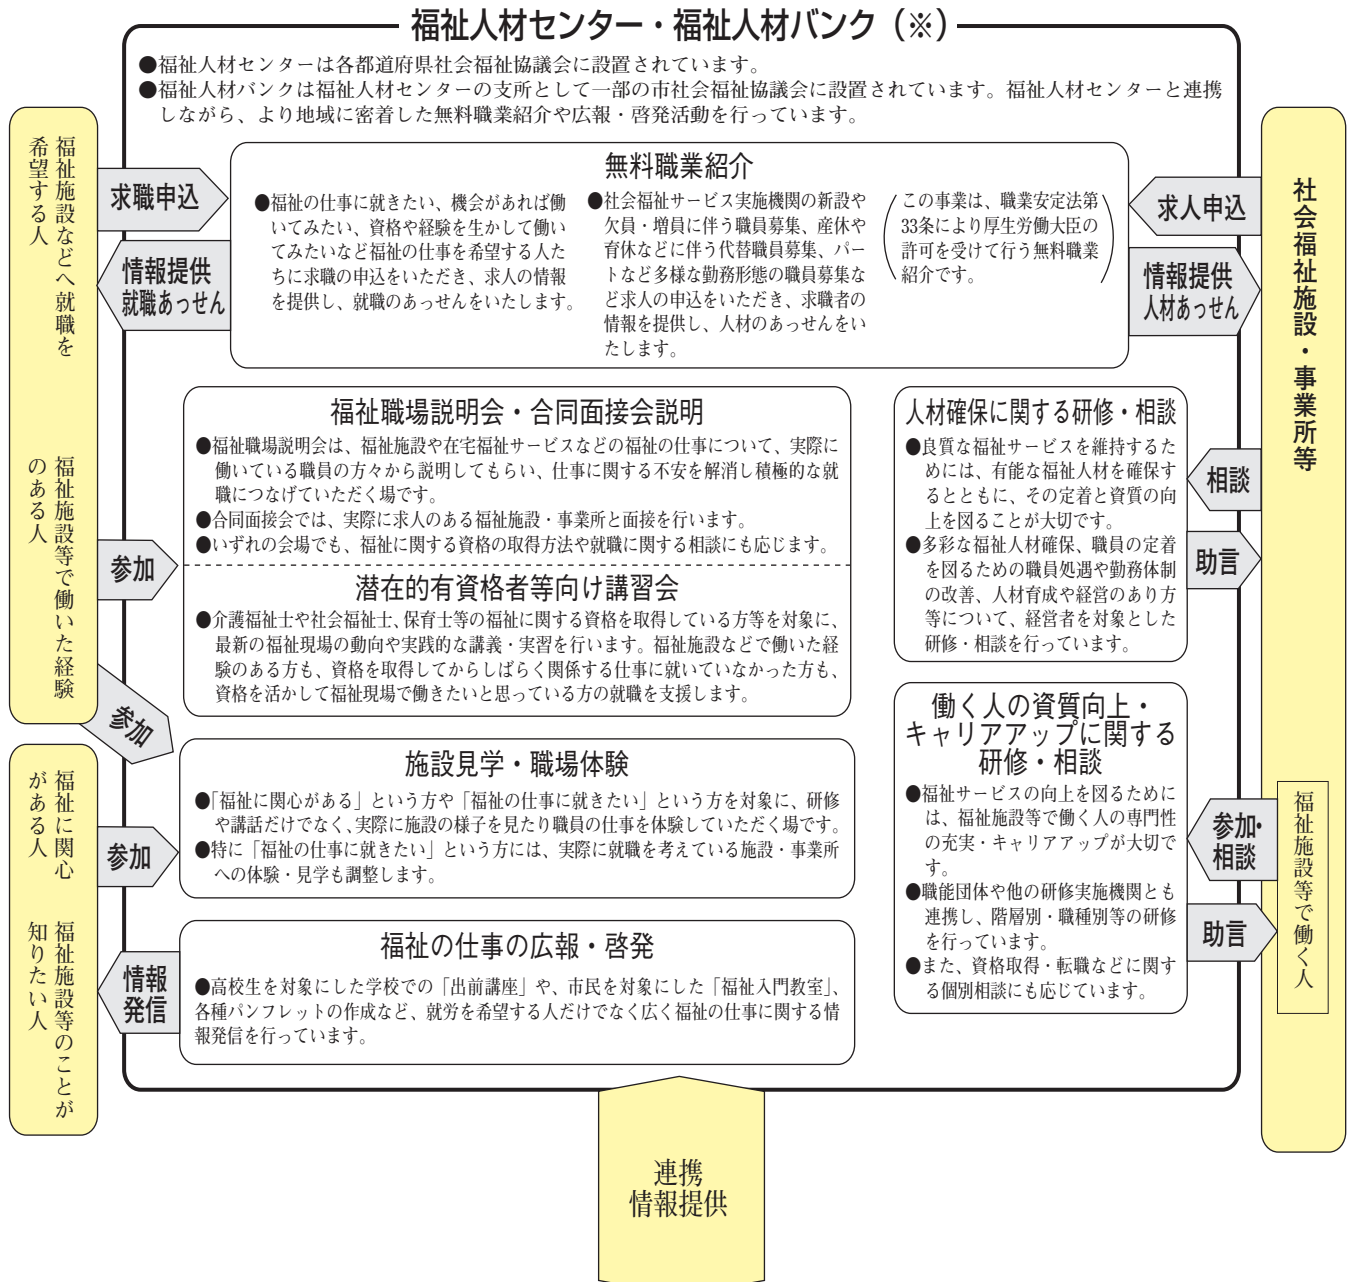 福祉人材センター・福祉人材バンク（※）
●福祉人材センターは各都道府県社会福祉協議会に設置されています。
●福祉人材バンクは福祉人材センターの支所として一部の市社会福祉協議会に設置されています。福祉人材センターと連携
しながら、より地域に密着した無料職業紹介や広報・啓発活動を行っています。
福祉施設などへ就職を
希望する人
福祉施設等で働いた経験
のある人
求職申込
情報提供
就職あっせん
無料職業紹介
●福祉の仕事に就きたい、機会があれば働
いてみたい、資格や経験を生かして働い
てみたいなど福祉の仕事を希望する人た
ちに求職の申込をいただき、求人の情報
を提供し、就職のあっせんをいたします。
●社会福祉サービス実施機関の新設や
欠員・増員に伴う職員募集、産休や
育休などに伴う代替職員募集、パー
トなど多様な勤務形態の職員募集な
ど求人の申込をいただき、求職者の
情報を提供し、人材のあっせんをい
たします。
（この事業は、職業安定法第
33条により厚生労働大臣の
許可を受けて行う無料職業
紹介です。）
求人申込
情報提供
人材あっせん
社会福祉施設・事業所等
参加
福祉職場説明会・合同面接会説明
●福祉職場説明会は、福祉施設や在宅福祉サービスなどの福祉の仕事について、実際に
働いている職員の方々から説明してもらい、仕事に関する不安を解消し積極的な就
職につなげていただく場です。
●合同面接会では、実際に求人のある福祉施設・事業所と面接を行います。
●いずれの会場でも、福祉に関する資格の取得方法や就職に関する相談にも応じます。
潜在的有資格者等向け講習会
●介護福祉士や社会福祉士、保育士等の福祉に関する資格を取得している方等を対象に、
最新の福祉現場の動向や実践的な講義・実習を行います。福祉施設などで働いた経
験のある方も、資格を取得してからしばらく関係する仕事に就いていなかった方も、
資格を活かして福祉現場で働きたいと思っている方の就職を支援します。
人材確保に関する研修・相談
●良質な福祉サービスを維持するた
めには、有能な福祉人材を確保す
るとともに、その定着と資質の向
上を図ることが大切です。
●多彩な福祉人材確保、職員の定着
を図るための職員処遇や勤務体制
の改善、人材育成や経営のあり方
等について、経営者を対象とした
研修・相談を行っています。
相談
助言
参加
福祉に関心
がある人
福祉施設等のことが
知りたい人
参加
施設見学・職場体験
●「福祉に関心がある」という方や「福祉の仕事に就きたい」という方を対象に、研修
や講話だけでなく、実際に施設の様子を見たり職員の仕事を体験していただく場です。
●特に「福祉の仕事に就きたい」という方には、実際に就職を考えている施設・事業所
への体験・見学も調整します。
情報
発信
福祉の仕事の広報・啓発
●高校生を対象にした学校での「出前講座」や、市民を対象にした「福祉入門教室」、
各種パンフレットの作成など、就労を希望する人だけでなく広く福祉の仕事に関する情
報発信を行っています。
働く人の資質向上・
キャリアアップに関する
研修・相談
●福祉サービスの向上を図るために
は、福祉施設等で働く人の専門性
の充実・キャリアアップが大切で
す。
●職能団体や他の研修実施機関とも
連携し、階層別・職種別等の研修
を行っています。
●また、資格取得・転職などに関す
る個別相談にも応じています。
参加・
相談
助言
福祉施設等で働く人
連携
情報提供